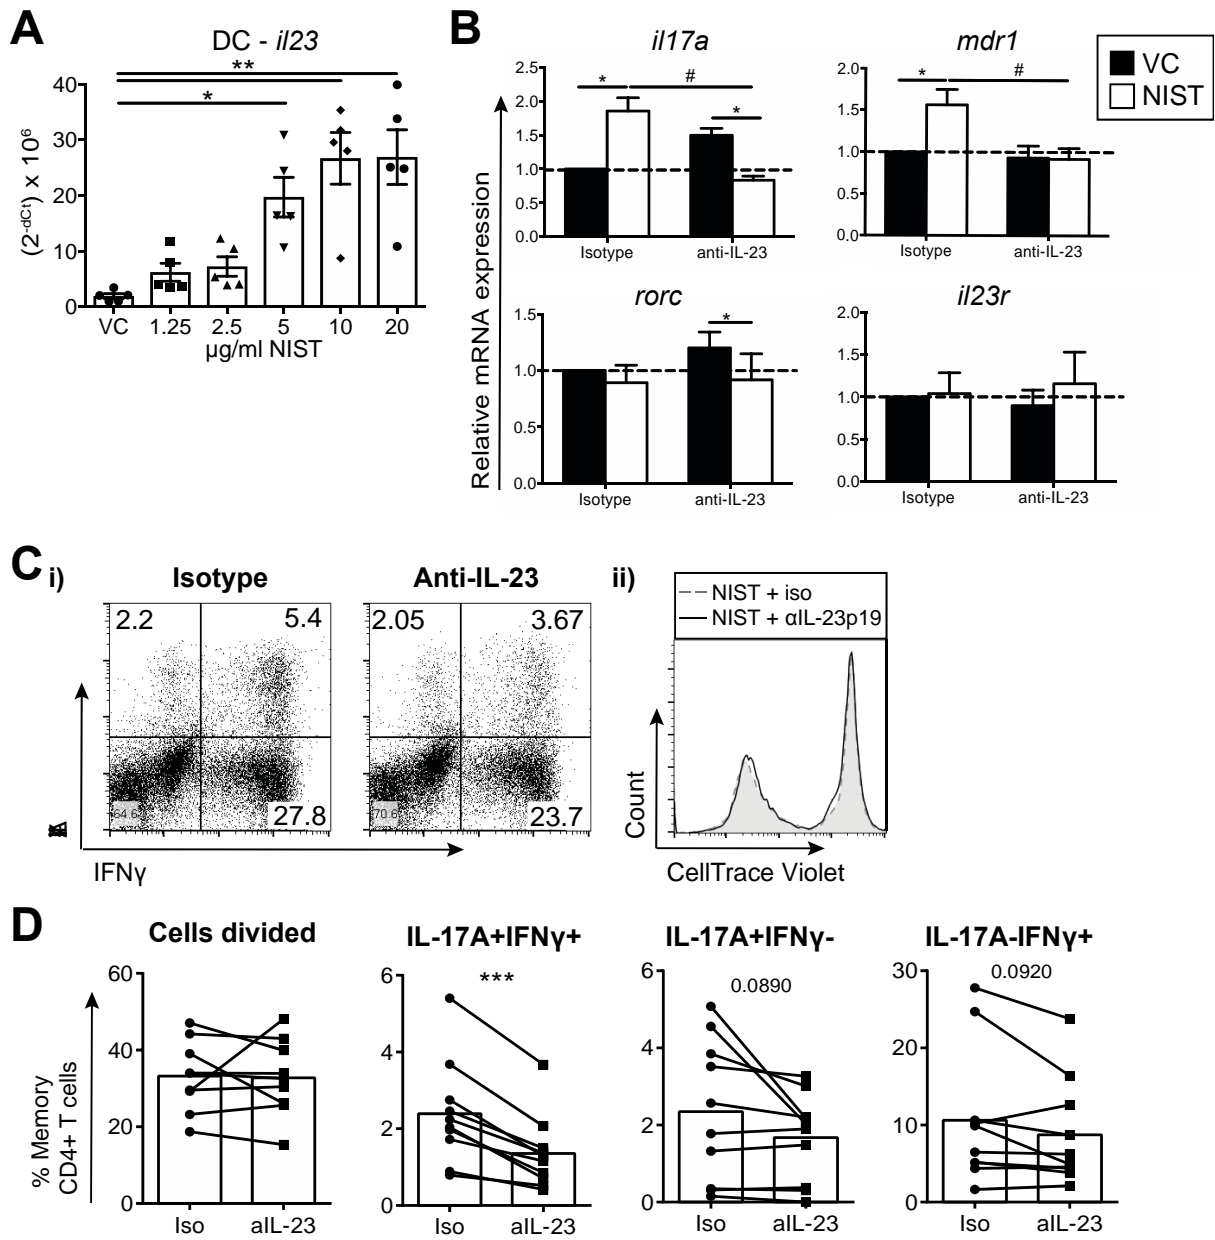 A
DC - il23
**
*
(2-dCt) x 10⁶
40
30
20
10
0
VC 1.25 2.5 5 10 20
µg/ml NIST
B
VC
NIST
Relative mRNA expression
il17a
* # *
2.5
2.0
1.5
1.0
0.5
0.0
Isotype anti-IL-23
mdr1
* #
2.0
1.5
1.0
0.5
0.0
Isotype anti-IL-23
rorc
*
1.5
1.0
0.5
0.0
Isotype anti-IL-23
il23r
2.0
1.5
1.0
0.5
0.0
Isotype anti-IL-23
C
i)
Isotype
2.2 5.4
64.6 27.8
Anti-IL-23
2.05 3.67
70.6 23.7
IFNγ
ii)
NIST + iso
NIST + αIL-23p19
Count
CellTrace Violet
D
% Memory
CD4+ T cells
Cells divided
60
40
20
0
Iso aIL-23
IL-17A+IFNγ+
***
6
4
2
0
Iso aIL-23
IL-17A+IFNγ-
0.0890
6
4
2
0
Iso aIL-23
IL-17A-IFNγ+
0.0920
30
20
10
0
Iso aIL-23